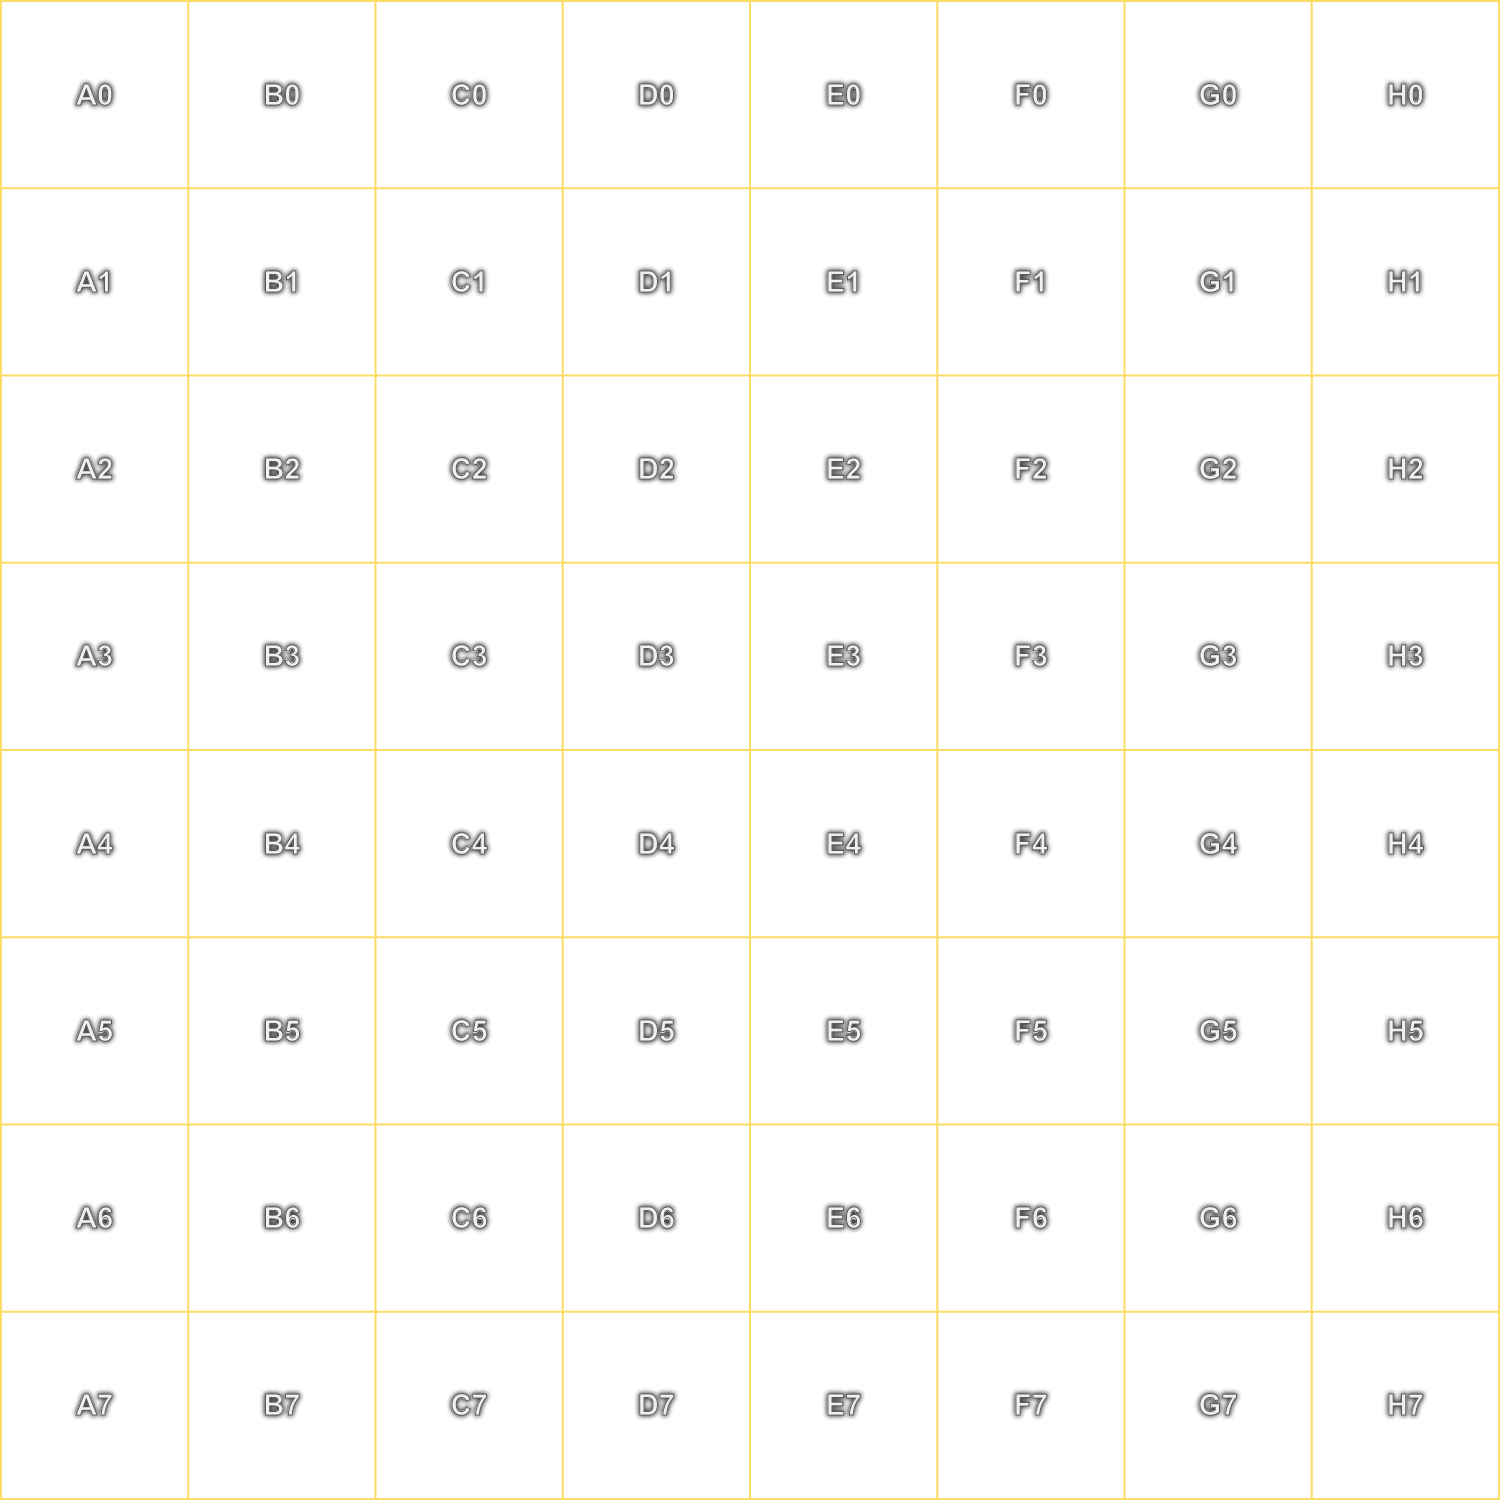 A0 B0 C0 D0 E0 F0 G0 H0
A1 B1 C1 D1 E1 F1 G1 H1
A2 B2 C2 D2 E2 F2 G2 H2
A3 B3 C3 D3 E3 F3 G3 H3
A4 B4 C4 D4 E4 F4 G4 H4
A5 B5 C5 D5 E5 F5 G5 H5
A6 B6 C6 D6 E6 F6 G6 H6
A7 B7 C7 D7 E7 F7 G7 H7